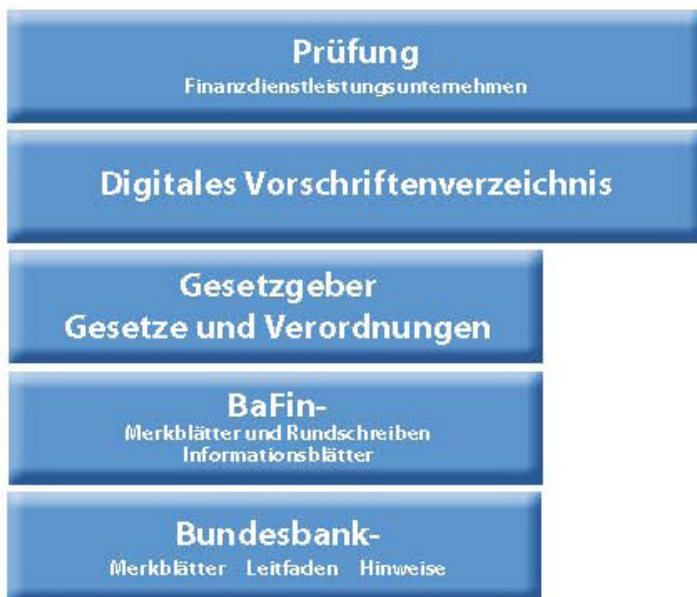 Prüfung
Finanzdienstleistungsunternehmen
Digitales Vorschriftenverzeichnis
Gesetzgeber
Gesetze und Verordnungen
BaFin-
Merkblätter und Rundschreiben
Informationsblätter
Bundesbank-
Merkblätter Leitfaden Hinweise